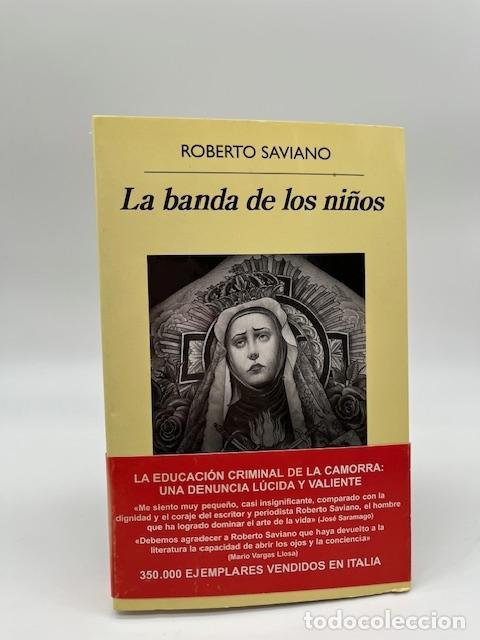 ROBERTO SAVIANO
La banda de los niños
LA EDUCACIÓN CRIMINAL DE LA CAMORRA:
UNA DENUNCIA LÚCIDA Y VALIENTE
«Me siento muy pequeño, casi insignificante, comparado con la
dignidad y el coraje del escritor y periodista Roberto Saviano, el hombre
que ha logrado dominar el arte de la vida» (José Saramago)
«Debemos agradecer a Roberto Saviano que haya devuelto a la
literatura la capacidad de abrir los ojos y la conciencia»
(Mario Vargas Llosa)
350.000 EJEMPLARES VENDIDOS EN ITALIA
todocoleccion